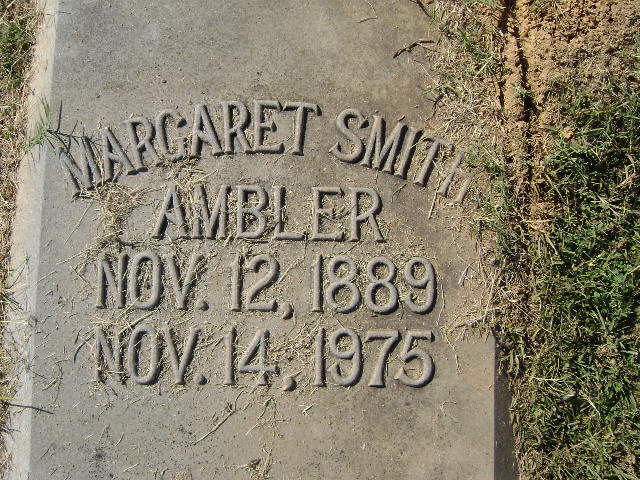 MARGARET SMITH
AMBLER
NOV. 12, 1889
NOV. 14, 1975